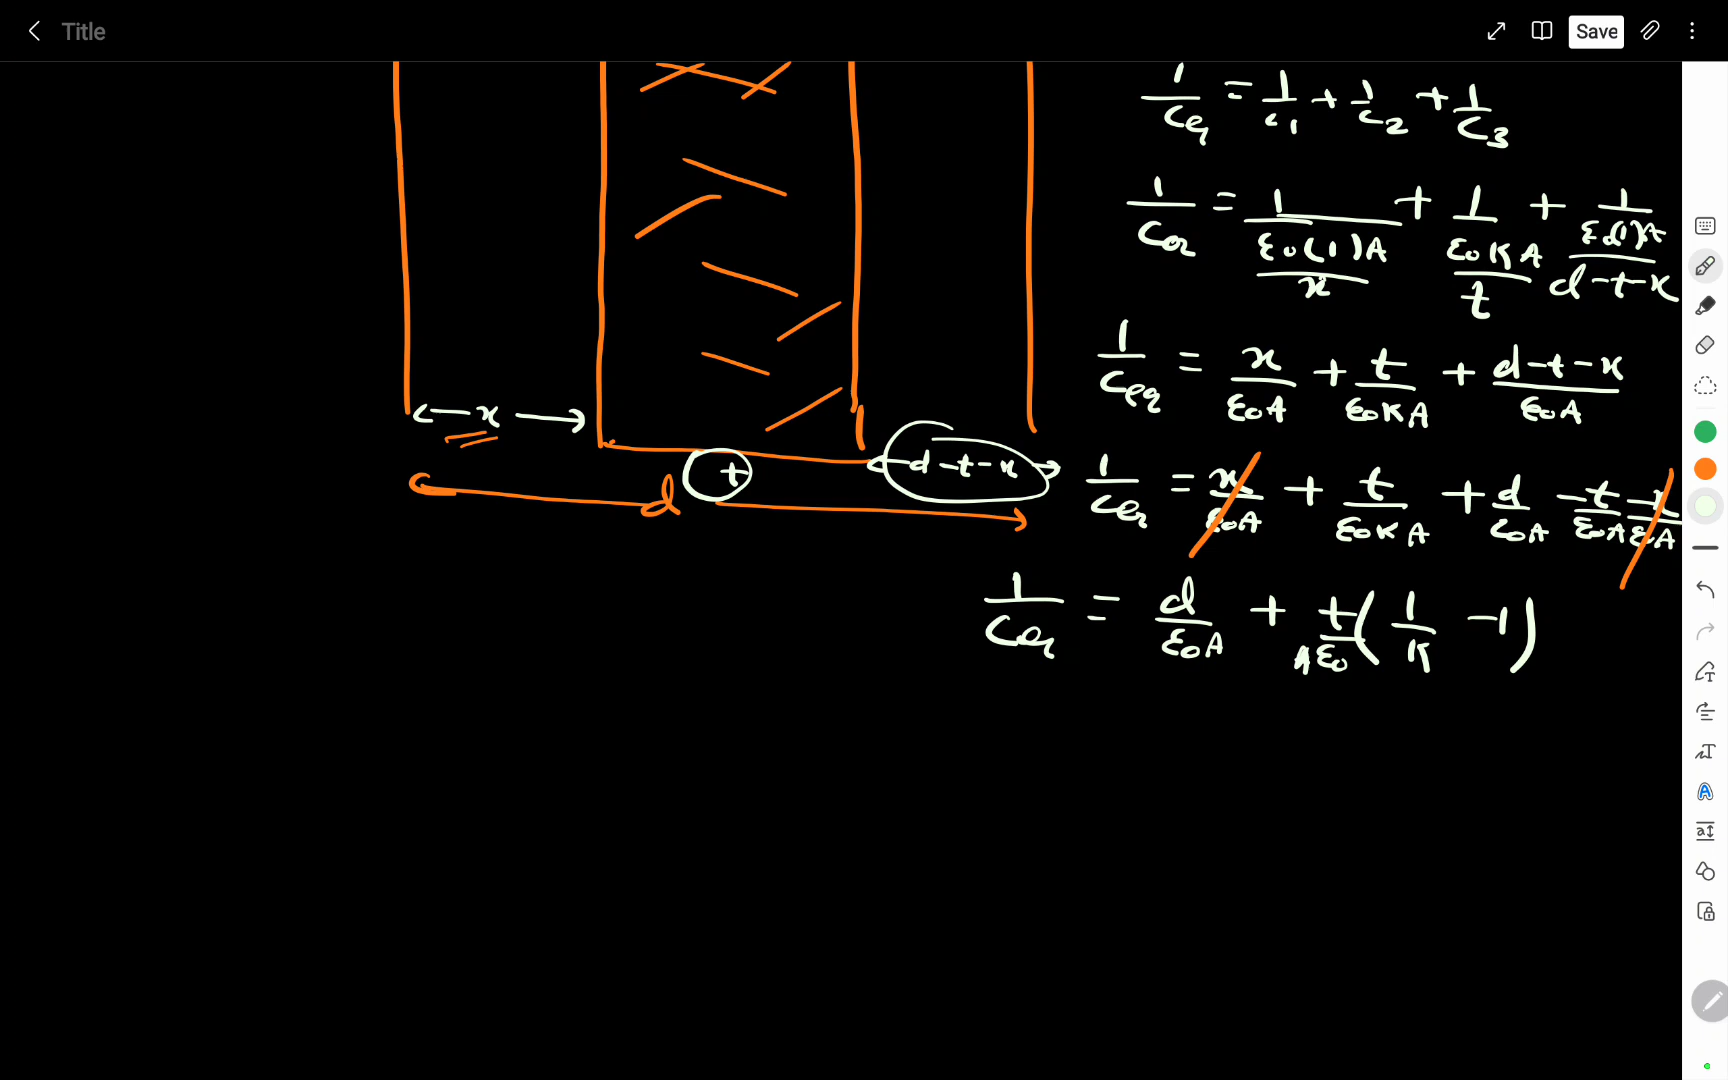 Title
Save
1/Ceq = 1/C1 + 1/C2 + 1/C3
1/Ceq = 1/(ε0(1)A/x) + 1/(ε0KA/t) + 1/(ε0(1)A/d-t-x)
1/Ceq = x/ε0A + t/ε0KA + d-t-x/ε0A
x
t
d-t-x
d
1/Ceq = x/ε0A + t/ε0KA + d/ε0A - t/ε0A - x/ε0A
1/Ceq = d/ε0A + t/Aε0 (1/K - 1)